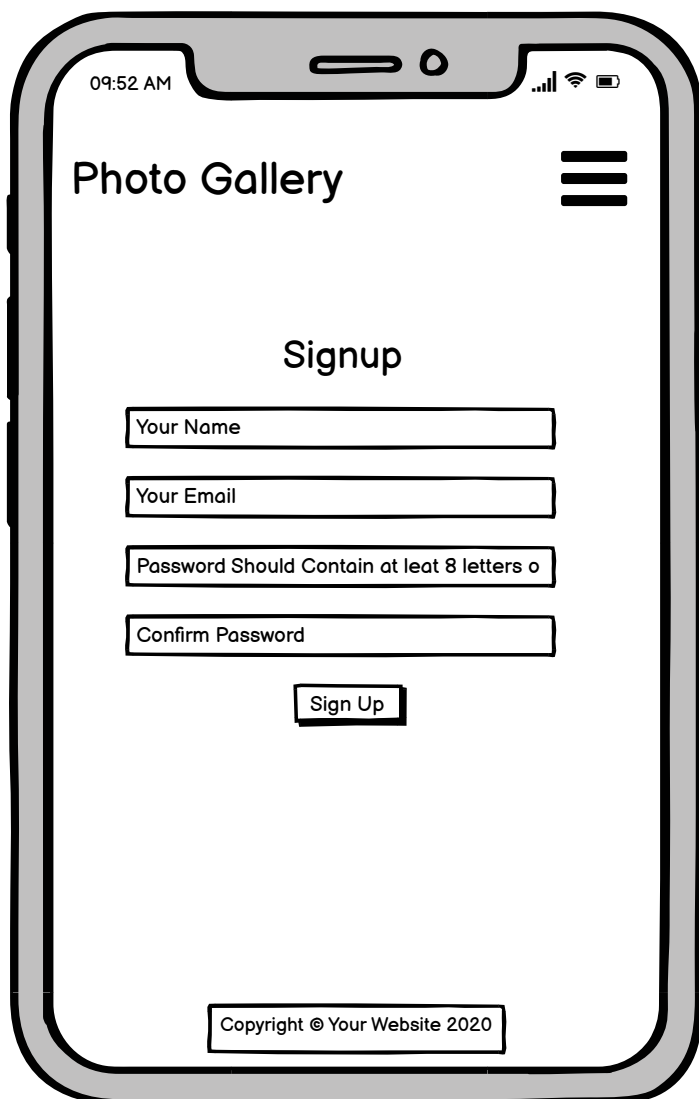 09:52 AM
Photo Gallery
Signup
Your Name
Your Email
Password Should Contain at leat 8 letters o
Confirm Password
Sign Up
Copyright © Your Website 2020